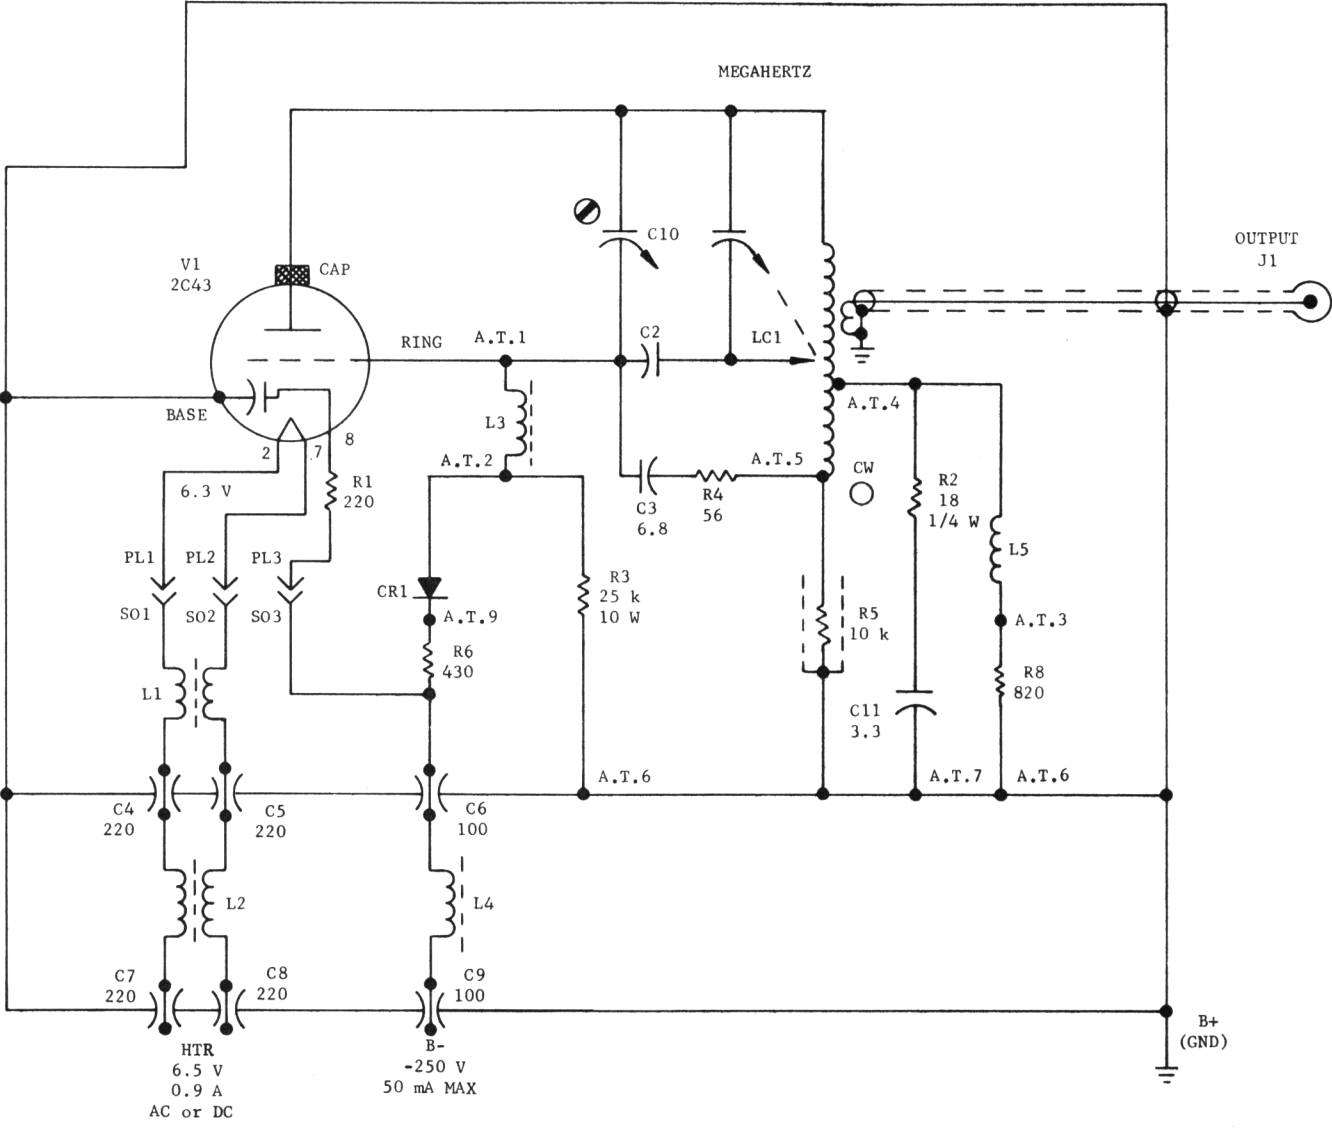 MEGAHERTZ
OUTPUT
J1
V1
2C43
CAP
C10
RING
A.T.1
C2
LC1
BASE
L3
A.T.4
2
7
8
A.T.2
A.T.5
CW
6.3 V
R1
220
C3
6.8
R4
56
R2
18
1/4 W
L5
PL1
PL2
PL3
SO1
SO2
SO3
CR1
A.T.9
R3
25 k
10 W
R5
10 k
A.T.3
L1
R6
430
R8
820
C11
3.3
A.T.6
A.T.7
A.T.6
C4
220
C5
220
C6
100
L2
L4
C7
220
C8
220
C9
100
HTR
6.5 V
0.9 A
AC or DC
B-
-250 V
50 mA MAX
B+
(GND)